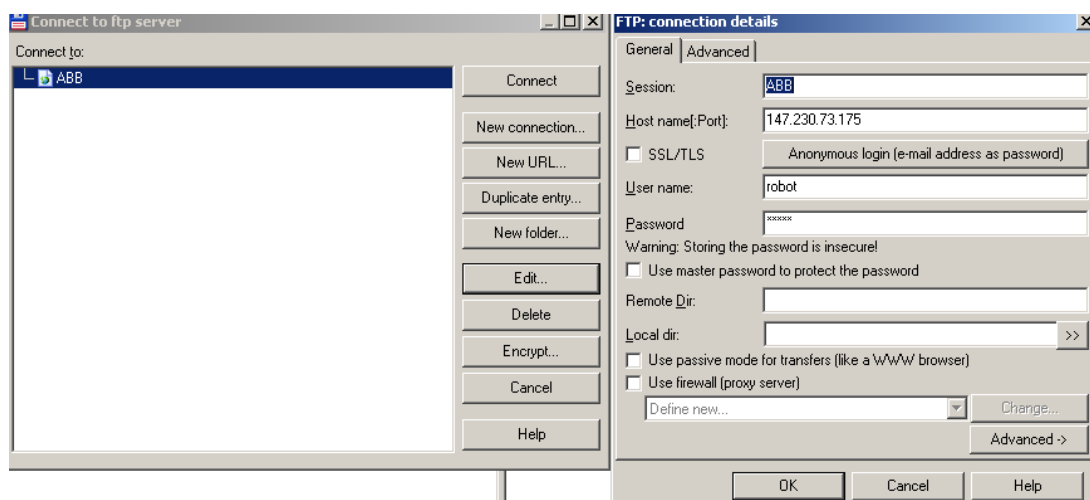 Connect to ftp server
Connect to:
ABB
Connect
New connection...
New URL...
Duplicate entry...
New folder...
Edit...
Delete
Encrypt...
Cancel
Help
FTP: connection details
General Advanced
Session: ABB
Host name[:Port]: 147.230.73.175
SSL/TLS Anonymous login (e-mail address as password)
User name: robot
Password xxxxx
Warning: Storing the password is insecure!
Use master password to protect the password
Remote Dir:
Local dir: >>
Use passive mode for transfers (like a WWW browser)
Use firewall (proxy server)
Define new... Change...
Advanced ->
OK Cancel Help